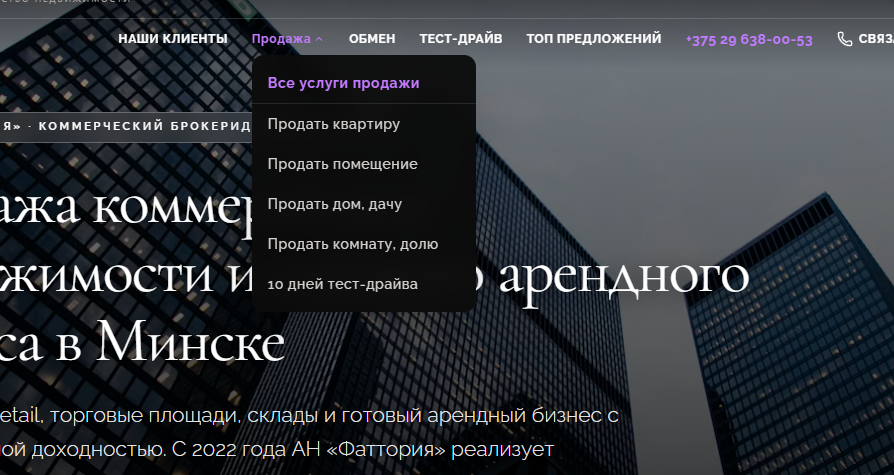 НАШИ КЛИЕНТЫ Продажа ОБМЕН ТЕСТ-ДРАЙВ ТОП ПРЕДЛОЖЕНИЙ +375 29 638-00-53 СВЯЗ
Все услуги продажи
Продать квартиру
Я» · КОММЕРЧЕСКИЙ БРОКЕРИД
Продать помещение
Продать дом, дачу
ажа коммер
Продать комнату, долю
жимости и о арендного
10 дней тест-драйва
са в Минске
etail, торговые площади, склады и готовый арендный бизнес с
ой доходностью. С 2022 года АН «Фаттория» реализует